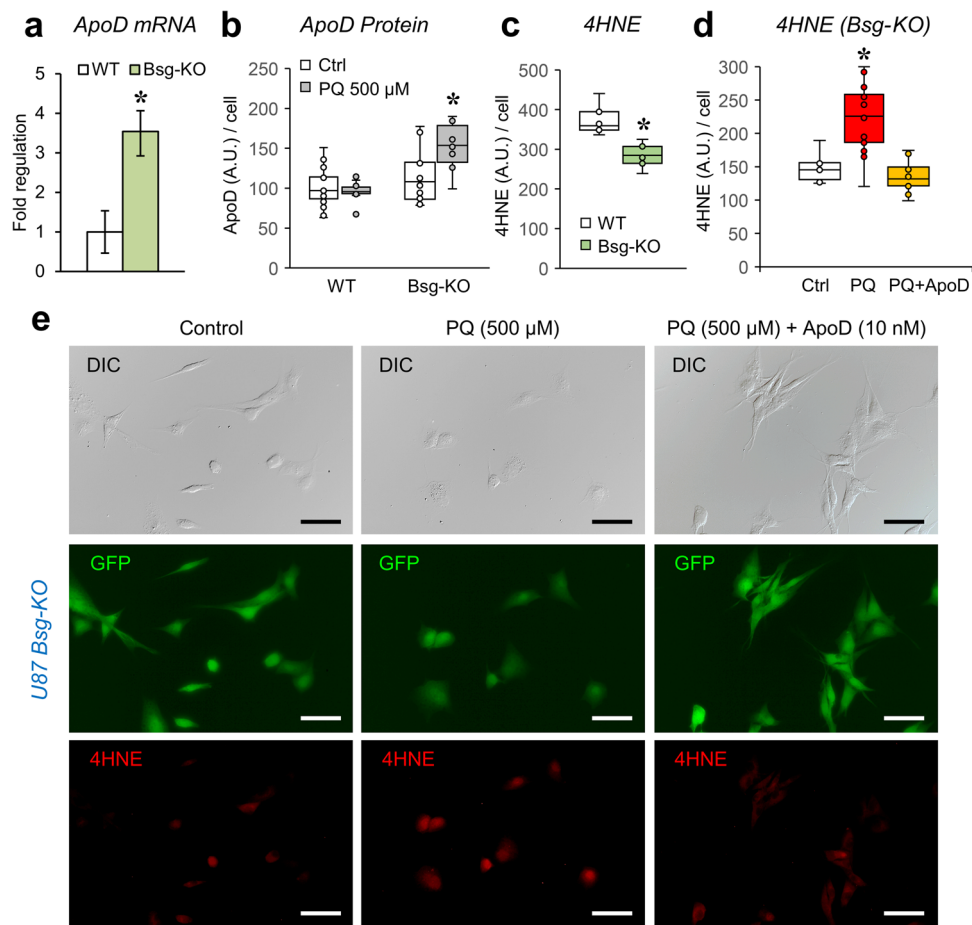 a
ApoD mRNA
WT
Bsg-KO
5
4
3
2
1
0
Fold regulation
*
b
ApoD Protein
Ctrl
PQ 500 µM
250
200
150
100
50
0
ApoD (A.U.) / cell
*
WT
Bsg-KO
c
4HNE
500
400
300
200
100
0
4HNE (A.U.) / cell
*
WT
Bsg-KO
d
4HNE (Bsg-KO)
300
250
200
150
100
50
0
4HNE (A.U.) / cell
*
Ctrl
PQ
PQ+ApoD
e
Control
PQ (500 µM)
PQ (500 µM) + ApoD (10 nM)
DIC
DIC
DIC
U87 Bsg-KO
GFP
GFP
GFP
4HNE
4HNE
4HNE